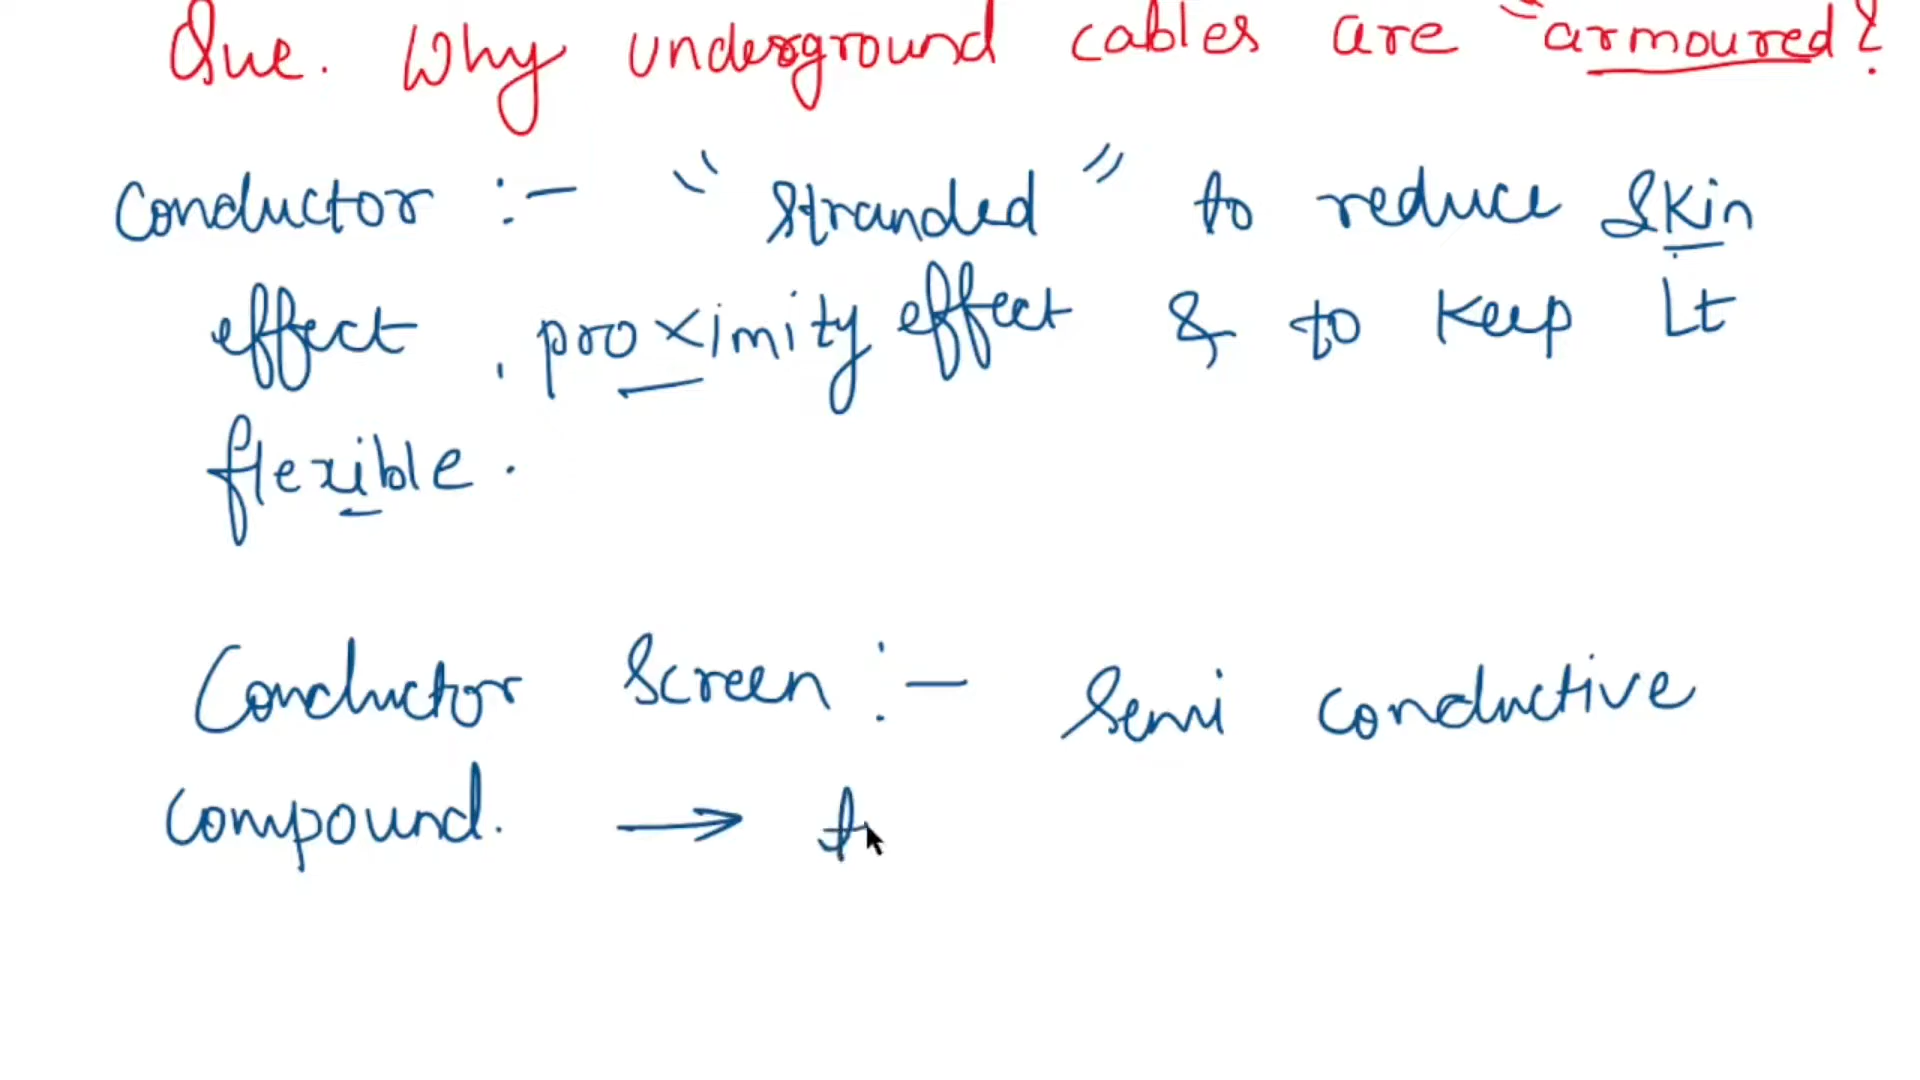 Que. Why underground cables are "armoured?
Conductor :- "Stranded" to reduce Skin
effect, proximity effect & to keep it
flexible.
Conductor Screen :- Semi conductive
compound. →